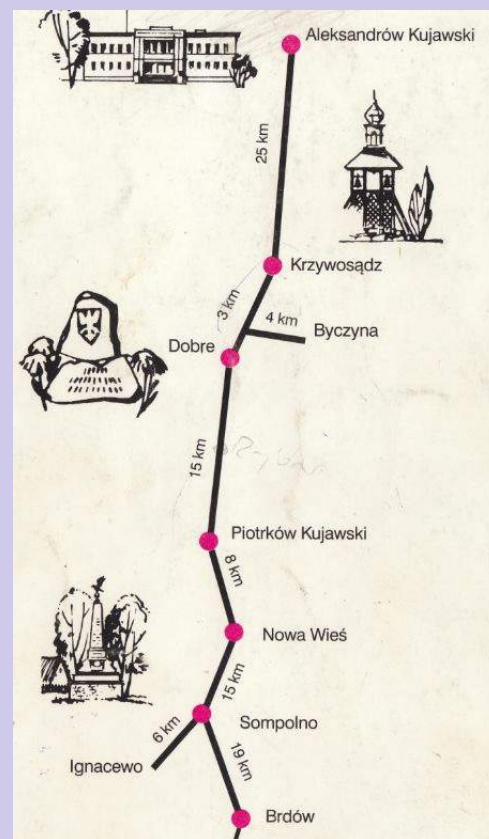 Aleksandrów Kujawski
25 km
Krzywosądz
3 km
4 km
Byczyna
Dobre
15 km
Piotrków Kujawski
8 km
Nowa Wieś
15 km
Sompolno
6 km
Ignacewo
19 km
Brdów